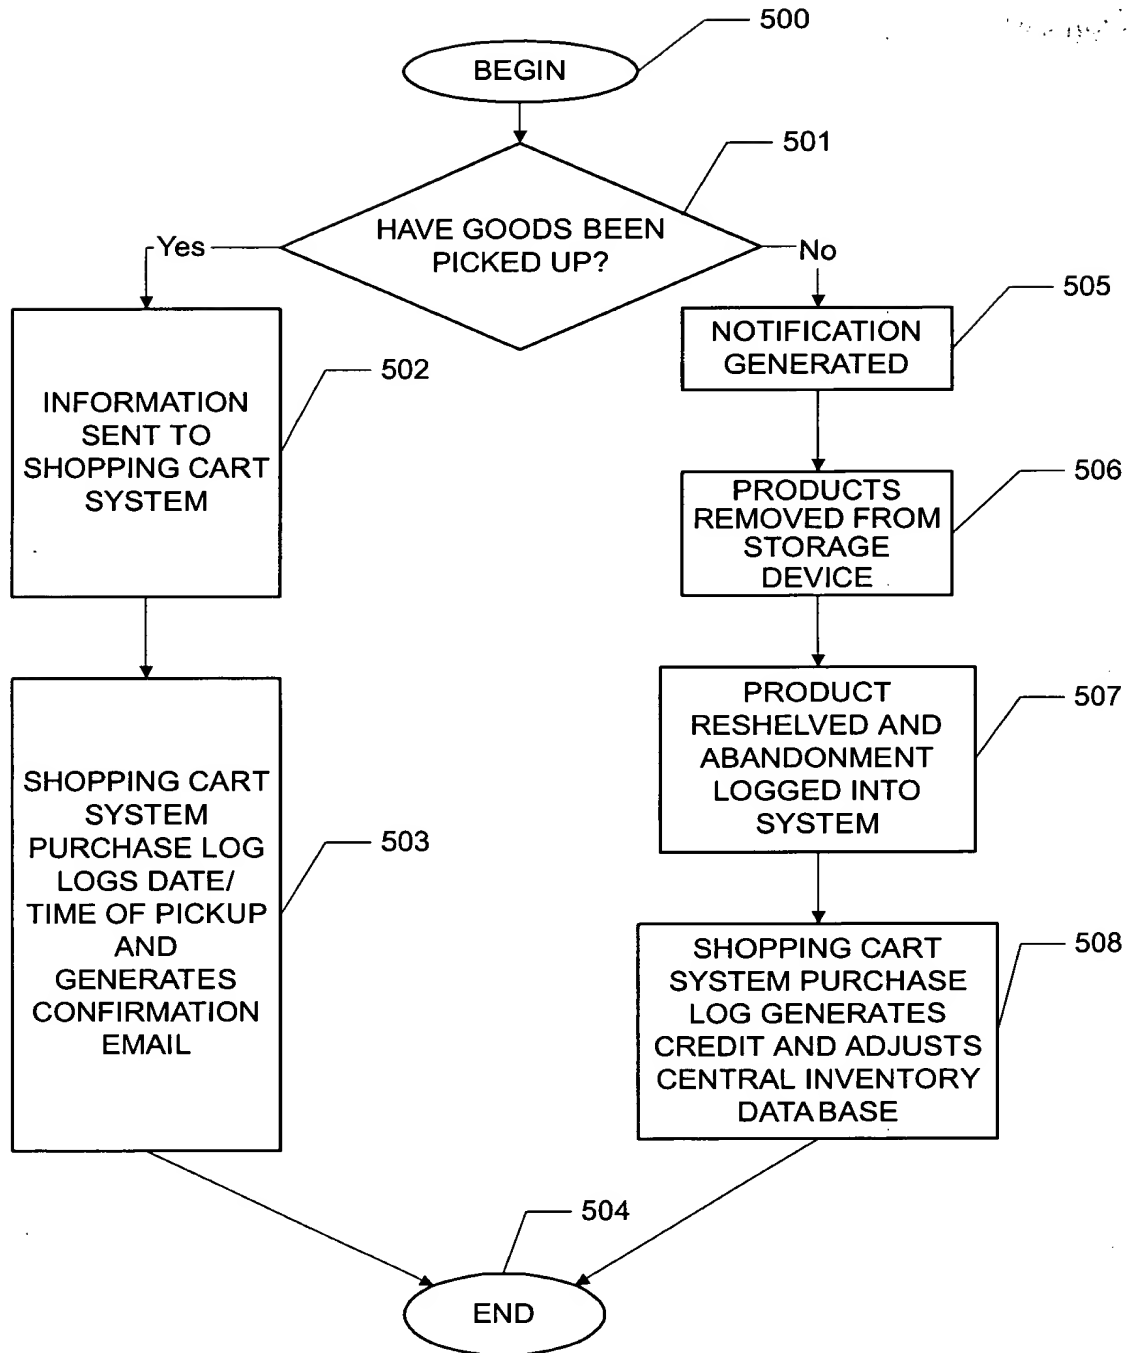 500
BEGIN
501
HAVE GOODS BEEN
PICKED UP?
Yes
No
505
NOTIFICATION
GENERATED
502
INFORMATION
SENT TO
SHOPPING CART
SYSTEM
506
PRODUCTS
REMOVED FROM
STORAGE
DEVICE
507
PRODUCT
RESHELVED AND
ABANDONMENT
LOGGED INTO
SYSTEM
503
SHOPPING CART
SYSTEM
PURCHASE LOG
LOGS DATE/
TIME OF PICKUP
AND
GENERATES
CONFIRMATION
EMAIL
508
SHOPPING CART
SYSTEM PURCHASE
LOG GENERATES
CREDIT AND ADJUSTS
CENTRAL INVENTORY
DATABASE
504
END